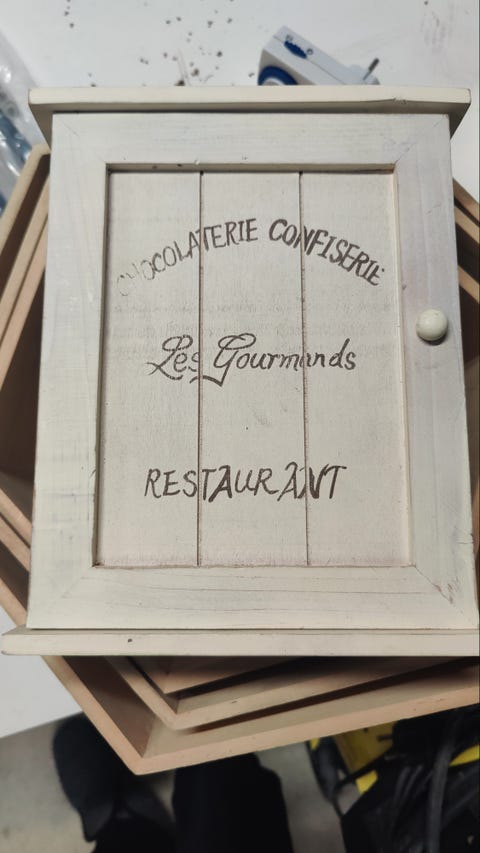 CHOCOLATERIE CONFISERIE
Les Gourmands
RESTAURANT